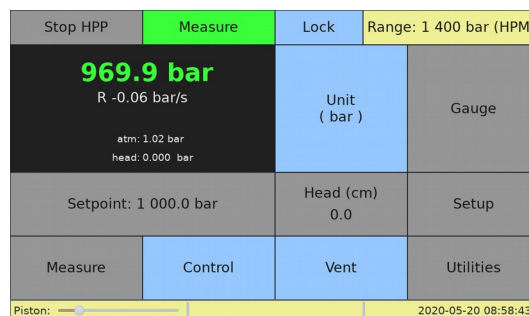 Stop HPP
Measure
Lock
Range: 1 400 bar (HPM
969.9 bar
R -0.06 bar/s
atm: 1.02 bar
head: 0.000 bar
Unit
( bar )
Gauge
Setpoint: 1 000.0 bar
Head (cm)
0.0
Setup
Measure
Control
Vent
Utilities
Piston:
2020-05-20 08:58:43